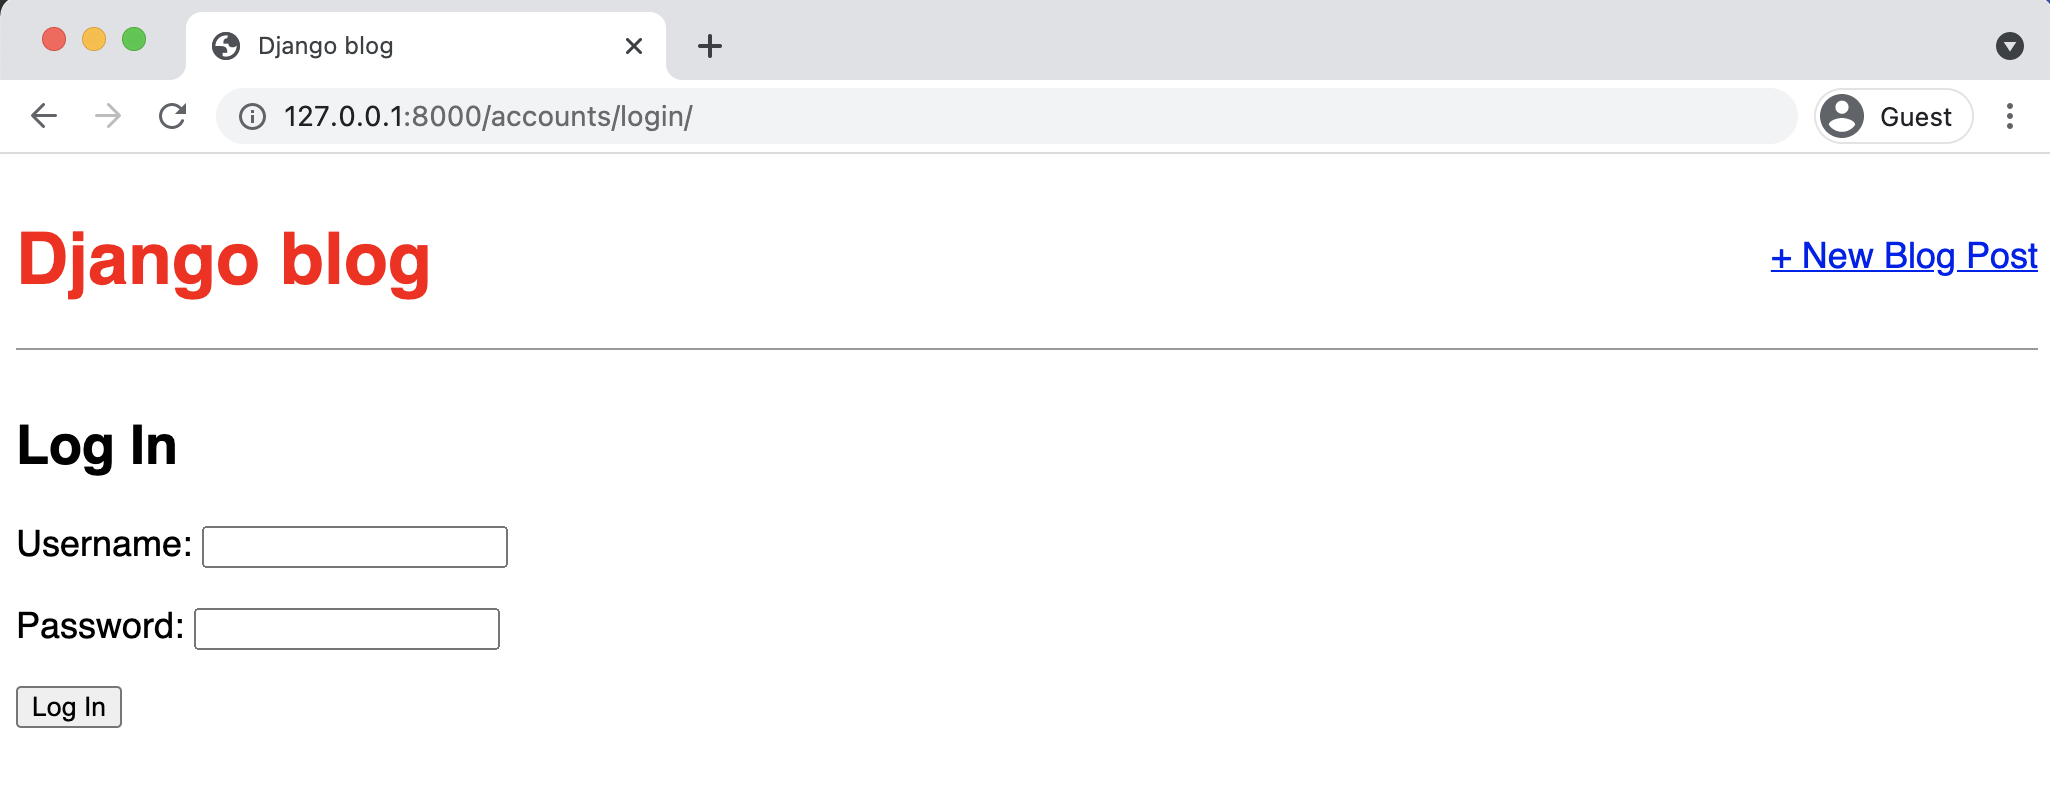 Django blog
127.0.0.1:8000/accounts/login/
Guest
Django blog
+ New Blog Post
Log In
Username:
Password:
Log In